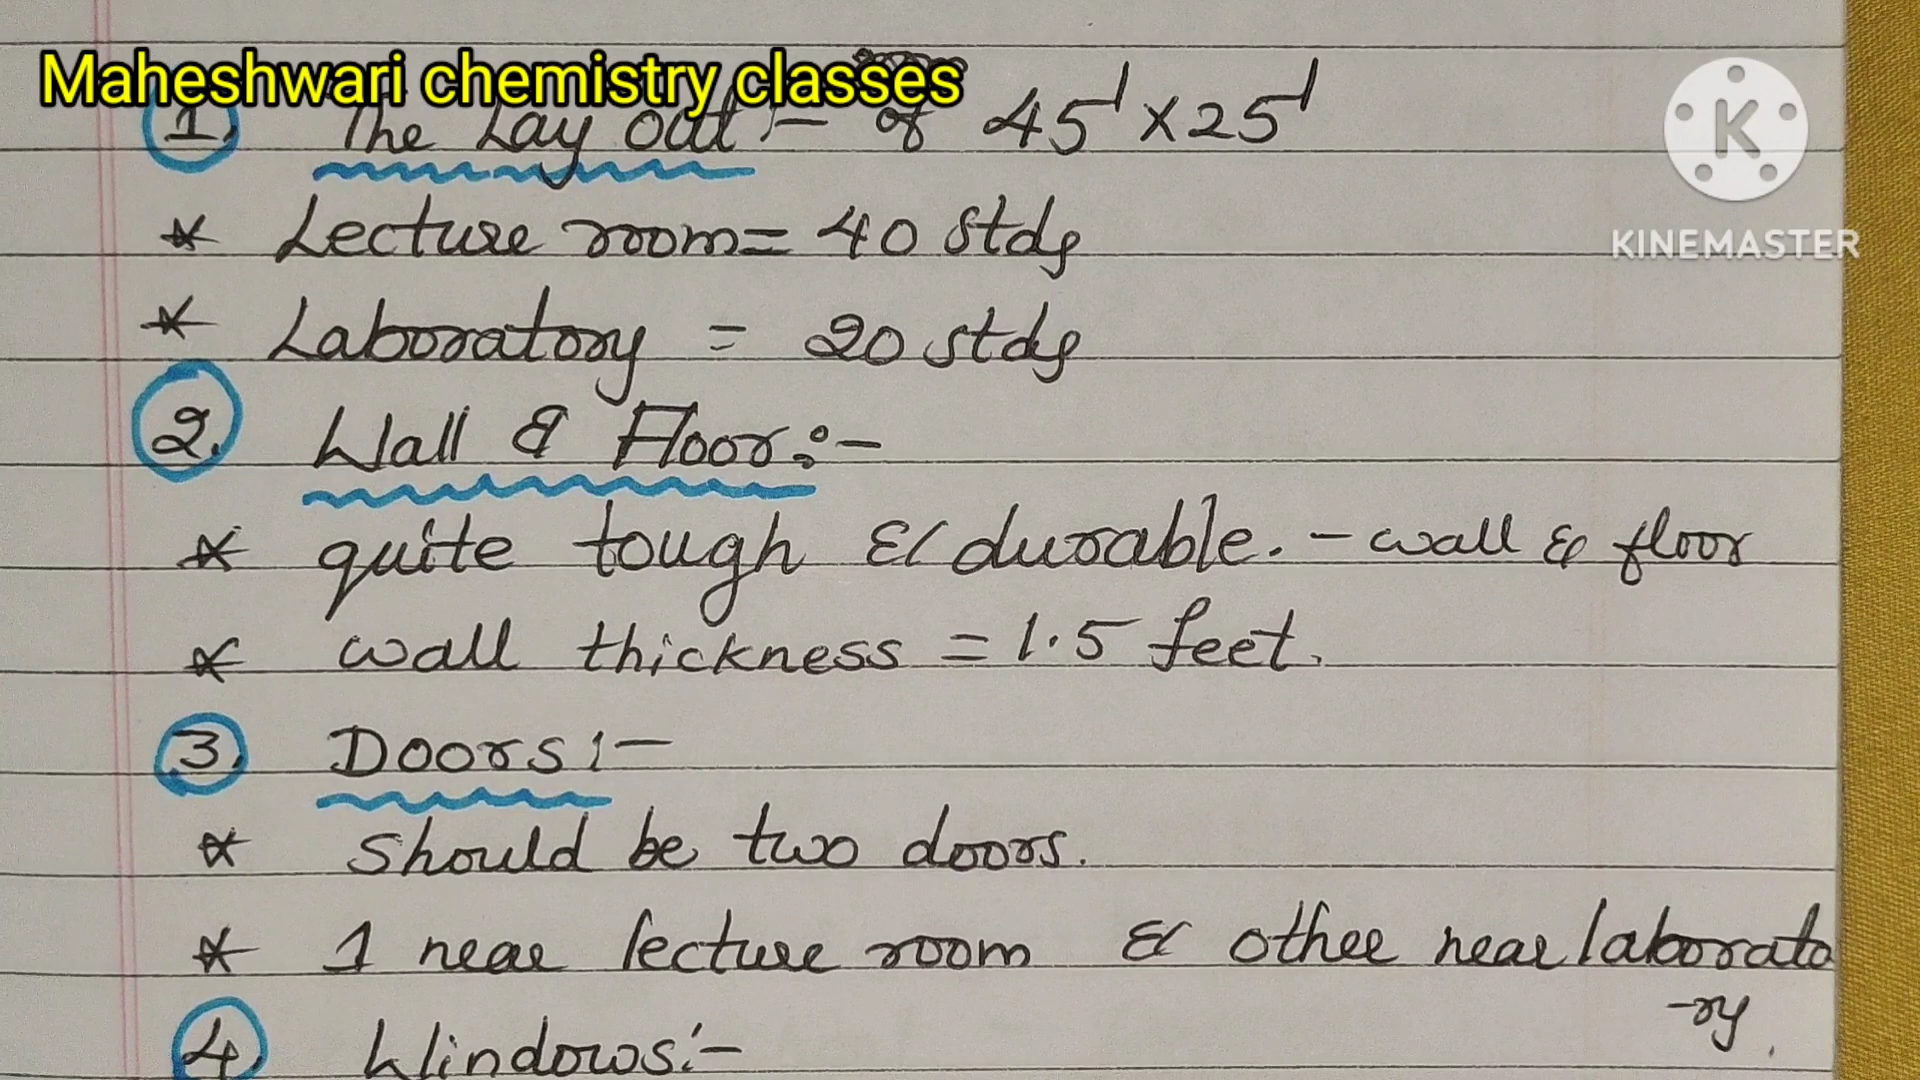 Maheshwari chemistry classes
1. The Lay out :- of 45' x 25'
K
KINEMASTER
* Lecture room = 40 Stds
* Laboratory = 20 stds
2. Wall & Floor :-
* quite tough & durable. - wall & floor
* wall thickness = 1.5 feet.
3. Doors :-
* should be two doors.
* 1 near lecture room & other near laborato
-ry.
4. Windows :-